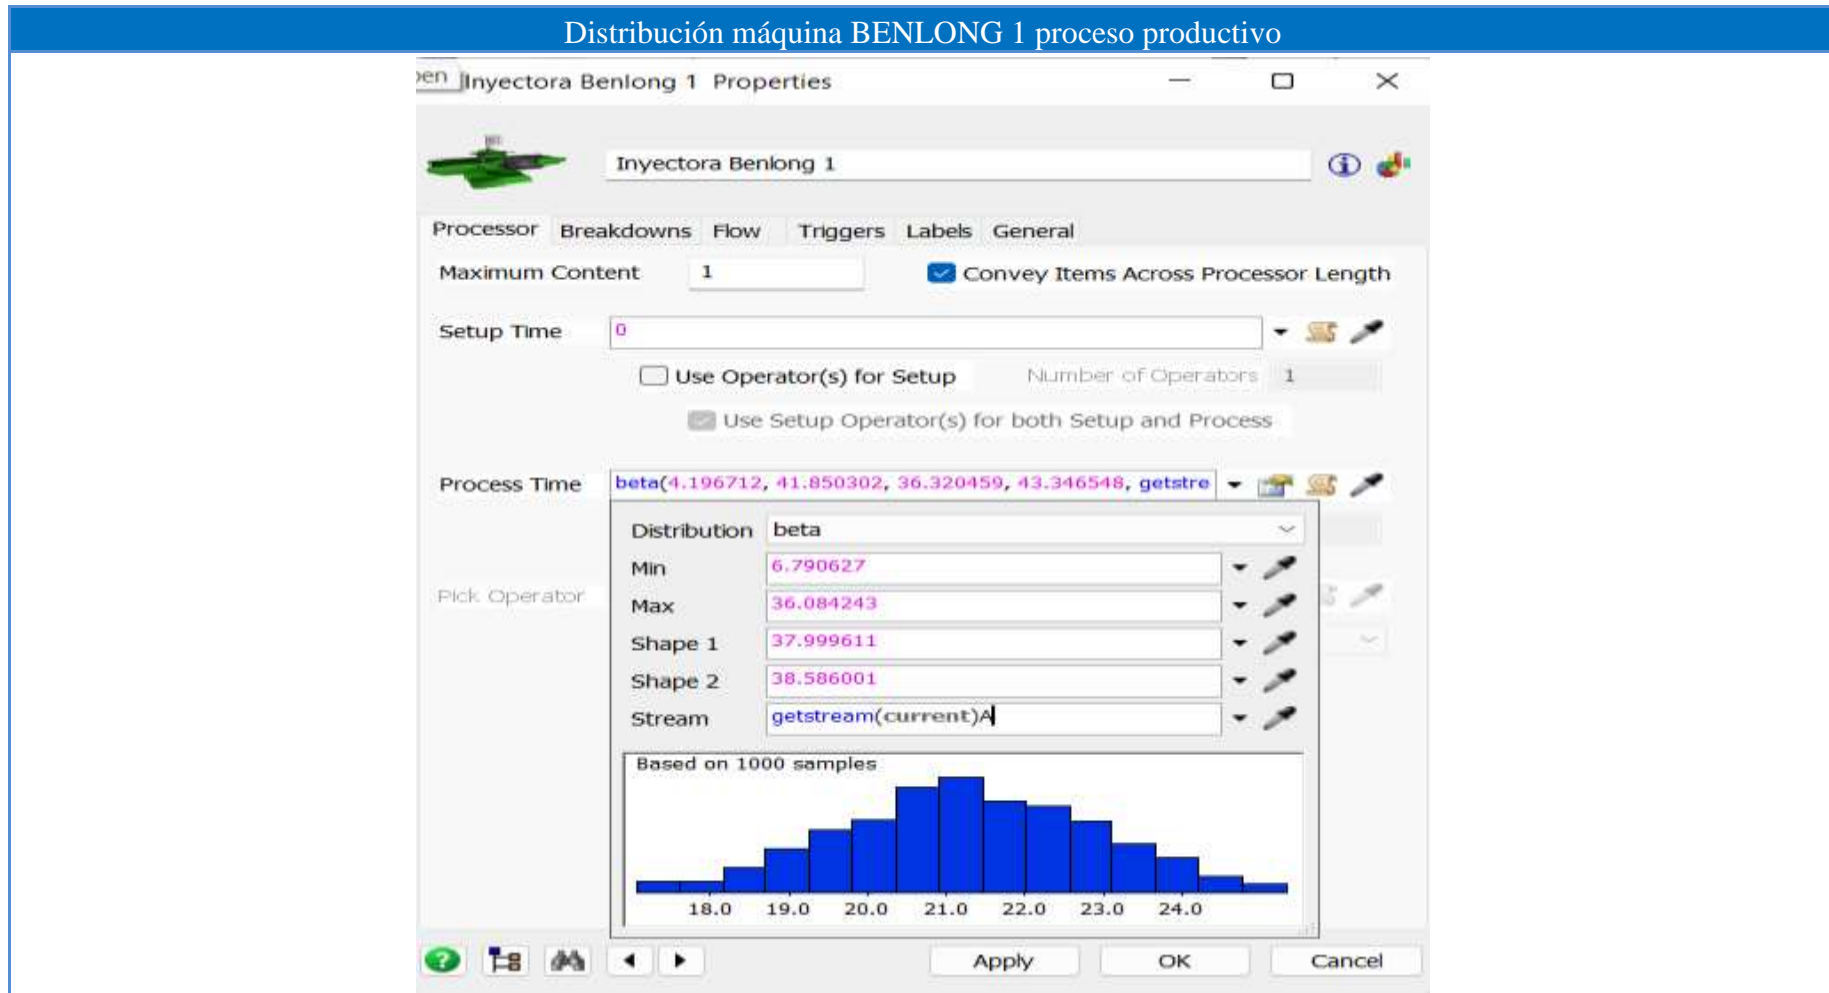 Distribución máquina BENLONG 1 proceso productivo
pen Inyectora Benlong 1 Properties
Inyectora Benlong 1
Processor Breakdowns Flow Triggers Labels General
Maximum Content 1 Convey Items Across Processor Length
Setup Time 0
Use Operator(s) for Setup Number of Operators 1
Use Setup Operator(s) for both Setup and Process
Process Time beta(4.196712, 41.850302, 36.320459, 43.346548, getstre
Distribution beta
Min 6.790627
Pick Operator
Max 36.084243
Shape 1 37.999611
Shape 2 38.586001
Stream getstream(current)A
Based on 1000 samples
18.0 19.0 20.0 21.0 22.0 23.0 24.0
Apply OK Cancel